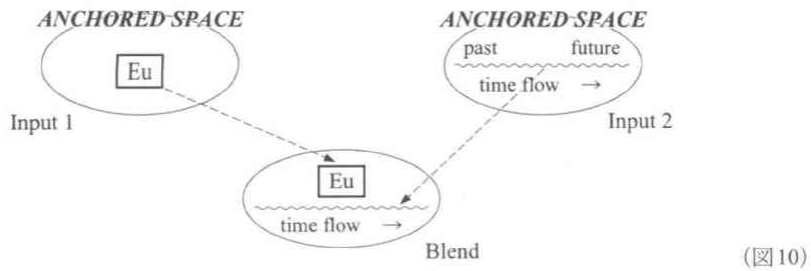 ANCHORED SPACE
Eu
Input 1
ANCHORED SPACE
past future
time flow →
Input 2
Eu
time flow →
Blend
(図10)